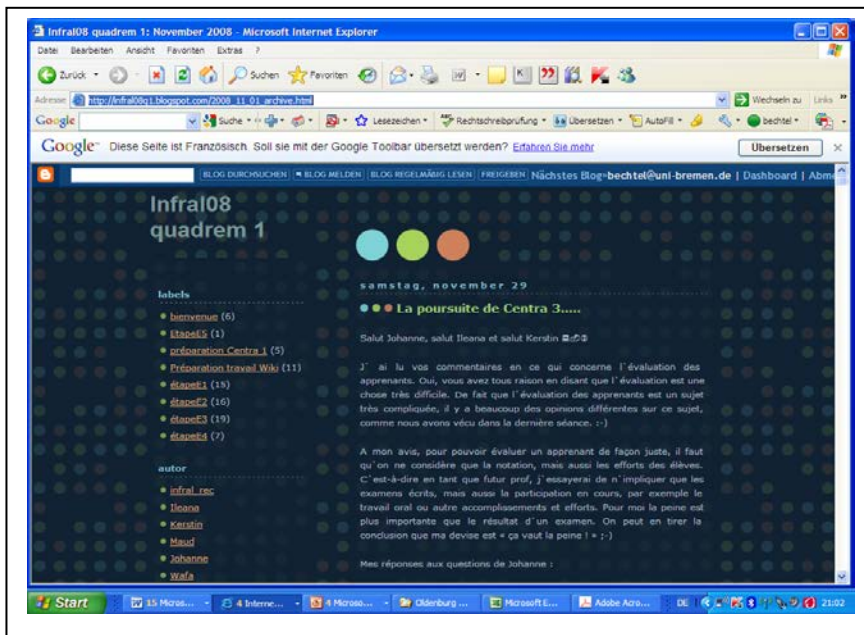 Infral08 quadrem 1: November 2008 - Microsoft Internet Explorer
Datei Bearbeiten Ansicht Favoriten Extras ?
Zurück Suchen Favoriten
Adresse http://infral08q1.blogspot.com/2008_11_01_archive.html Wechseln zu Links »
Google Suche Lesezeichen Rechtschreibprüfung Übersetzen AutoFill bechtel
Google Diese Seite ist Französisch. Soll sie mit der Google Toolbar übersetzt werden? Erfahren Sie mehr Übersetzen
BLOG DURCHSUCHEN BLOG MELDEN BLOG REGELMÄßIG LESEN FREIGEBEN Nächstes Blog» bechtel@uni-bremen.de | Dashboard | Abme
Infral08
quadrem 1
labels
bienvenue (6)
EtapeE5 (1)
préparation Centra 1 (5)
Préparation travail Wiki (11)
étapeE1 (15)
étapeE2 (16)
étapeE3 (19)
étapeE4 (7)
autor
infral_rec
Ileana
Kerstin
Maud
Johanne
Wafa
samstag, november 29
La poursuite de Centra 3.....
Salut Johanne, salut Ileana et salut Kerstin
J` ai lu vos commentaires en ce qui concerne l`évaluation des
apprenants. Oui, vous avez tous raison en disant que l`évaluation est une
chose très difficile. De fait que l`évaluation des apprenants est un sujet
très compliquée, il y a beaucoup des opinions différentes sur ce sujet,
comme nous avons vécu dans la dernière séance. :-)
A mon avis, pour pouvoir évaluer un apprenant de façon juste, il faut
qu`on ne considère que la notation, mais aussi les efforts des élèves.
C`est-à-dire en tant que futur prof, j`essayerai de n`impliquer que les
examens écrits, mais aussi la participation en cours, par exemple le
travail oral ou autre accomplissements et efforts. Pour moi la peine est
plus importante que le résultat d`un examen. On peut en tirer la
conclusion que ma devise est « ça vaut la peine ! » ;-)
Mes réponses aux questions de Johanne :
Start 15 Micros... 4 Interne... 4 Microso... Oldenburg ... Microsoft E... Adobe Acro... DE 21:02